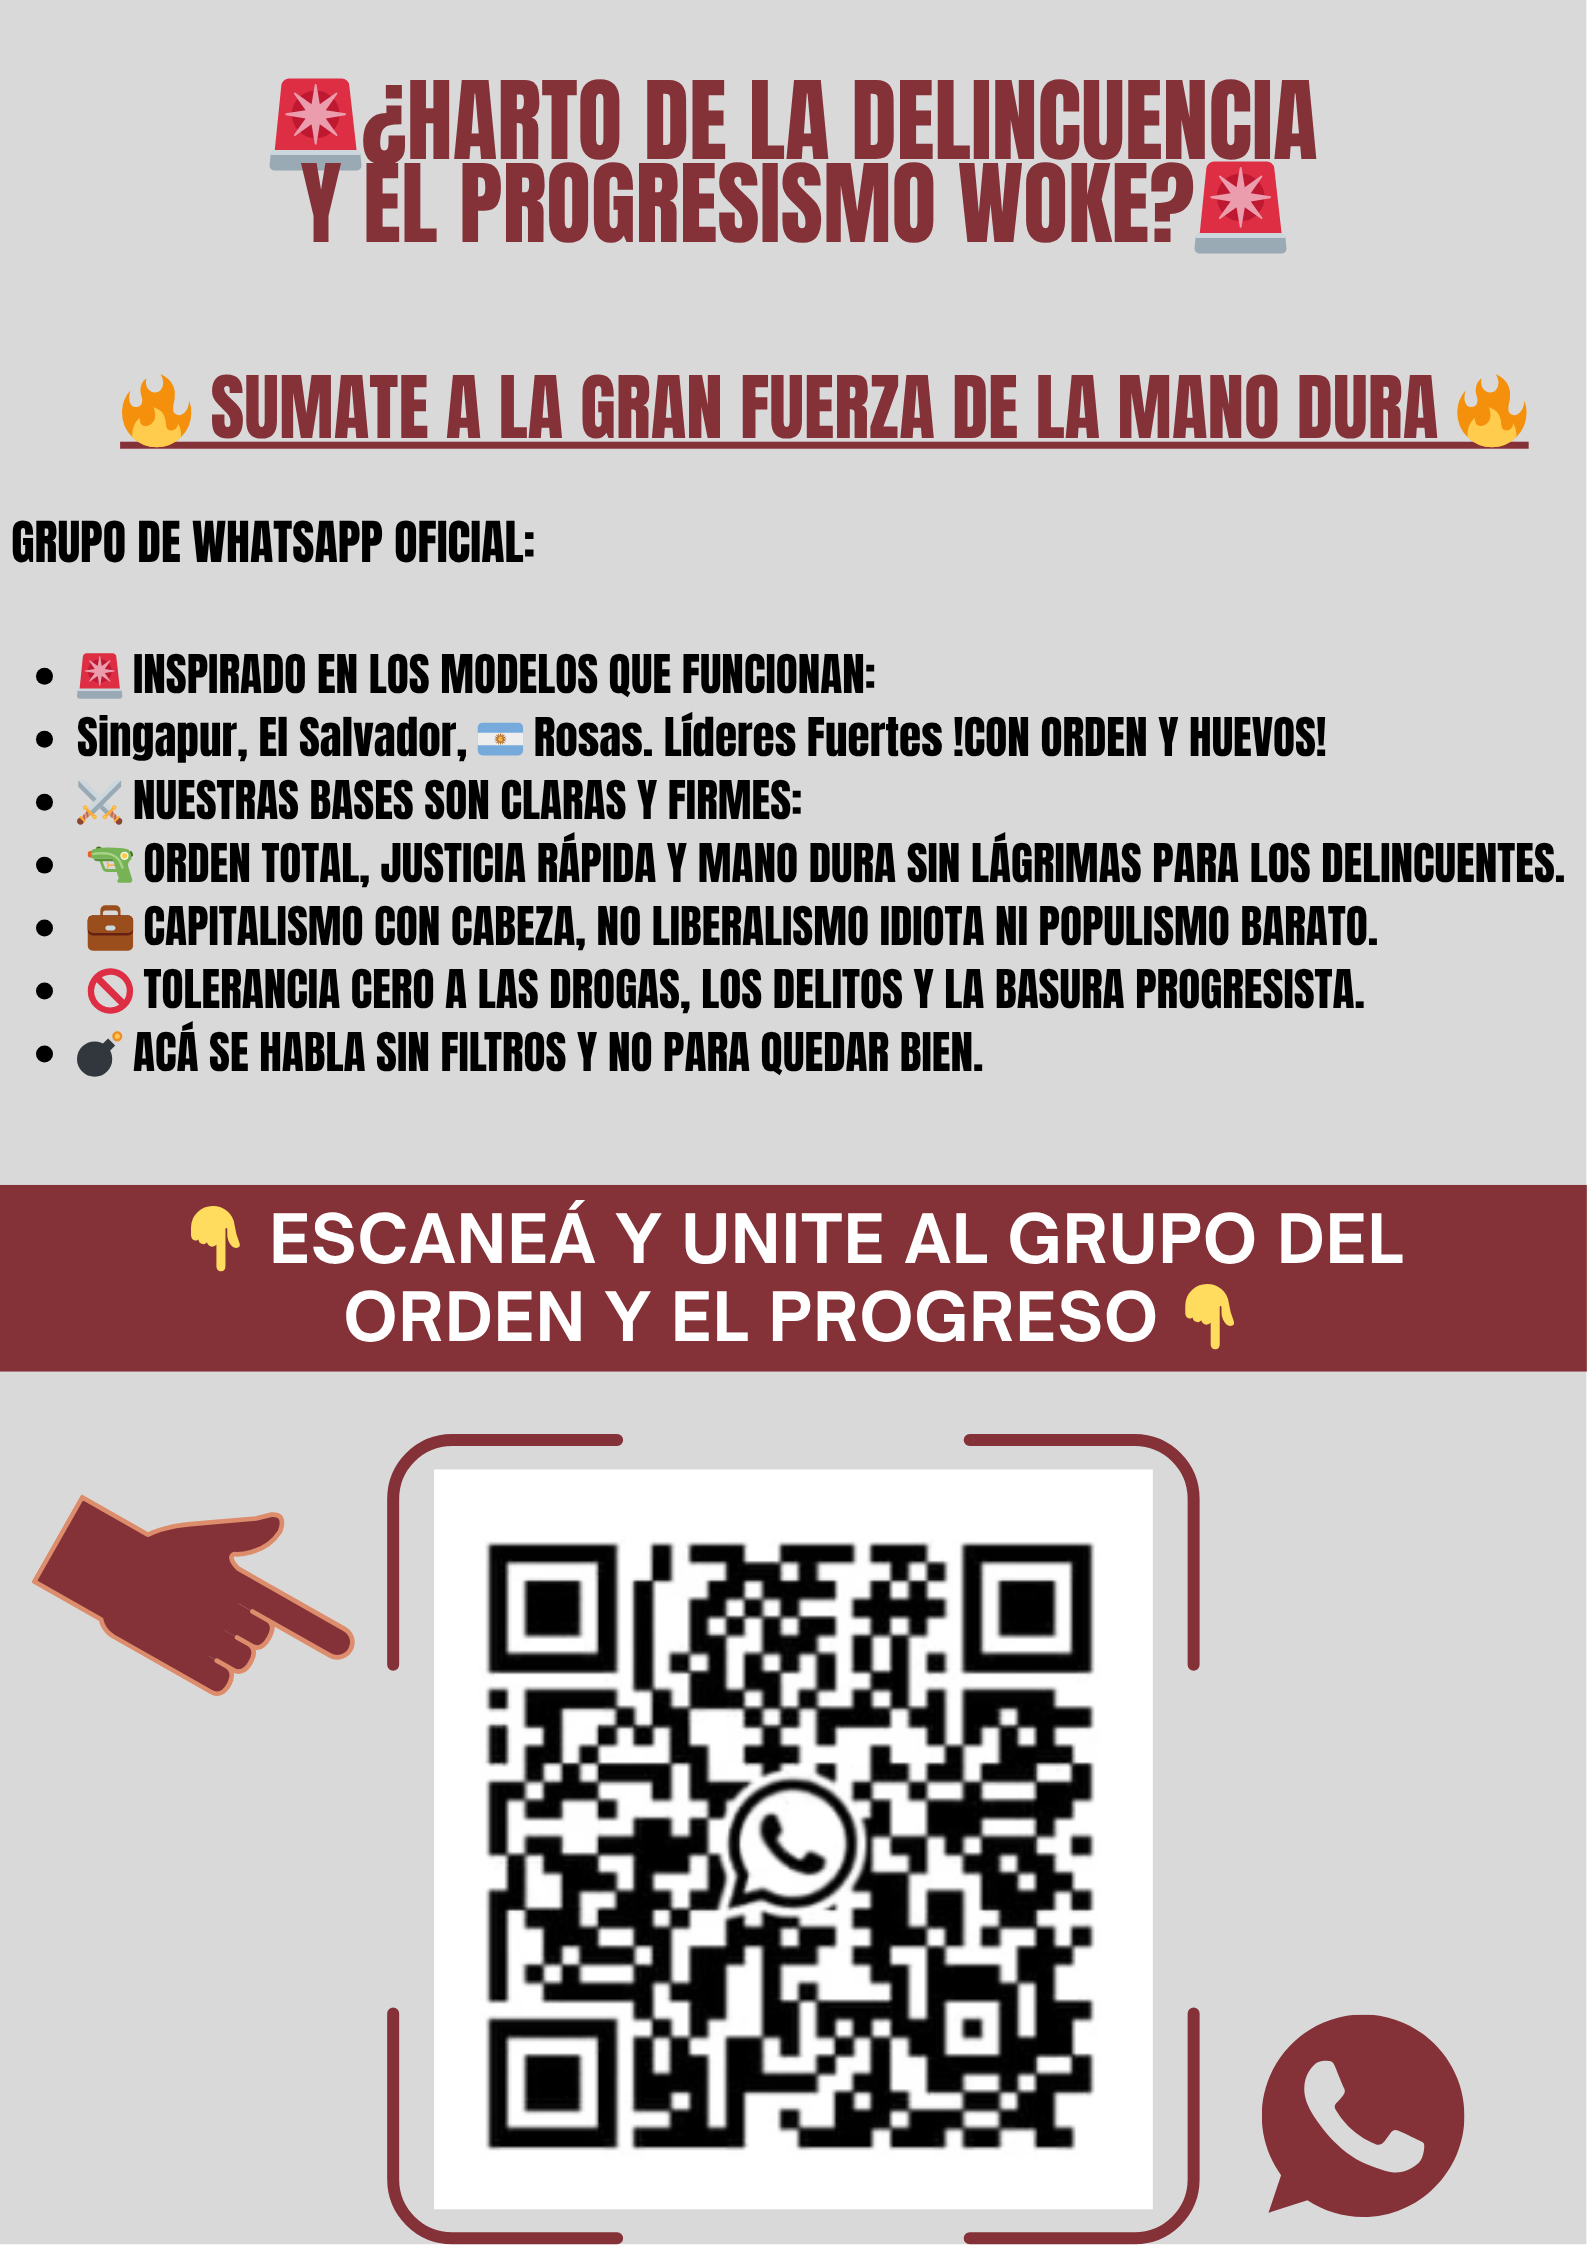 🚨¿HARTO DE LA DELINCUENCIA
Y EL PROGRESISMO WOKE?🚨
🔥 SUMATE A LA GRAN FUERZA DE LA MANO DURA 🔥
GRUPO DE WHATSAPP OFICIAL:
• 🚨 INSPIRADO EN LOS MODELOS QUE FUNCIONAN:
• Singapur, El Salvador, 🇦🇷 Rosas. Líderes Fuertes !CON ORDEN Y HUEVOS!
• ⚔️ NUESTRAS BASES SON CLARAS Y FIRMES:
• 🔫 ORDEN TOTAL, JUSTICIA RÁPIDA Y MANO DURA SIN LÁGRIMAS PARA LOS DELINCUENTES.
• 💼 CAPITALISMO CON CABEZA, NO LIBERALISMO IDIOTA NI POPULISMO BARATO.
• 🚫 TOLERANCIA CERO A LAS DROGAS, LOS DELITOS Y LA BASURA PROGRESISTA.
• 💣 ACÁ SE HABLA SIN FILTROS Y NO PARA QUEDAR BIEN.
👇 ESCANEÁ Y UNITE AL GRUPO DEL
ORDEN Y EL PROGRESO 👇